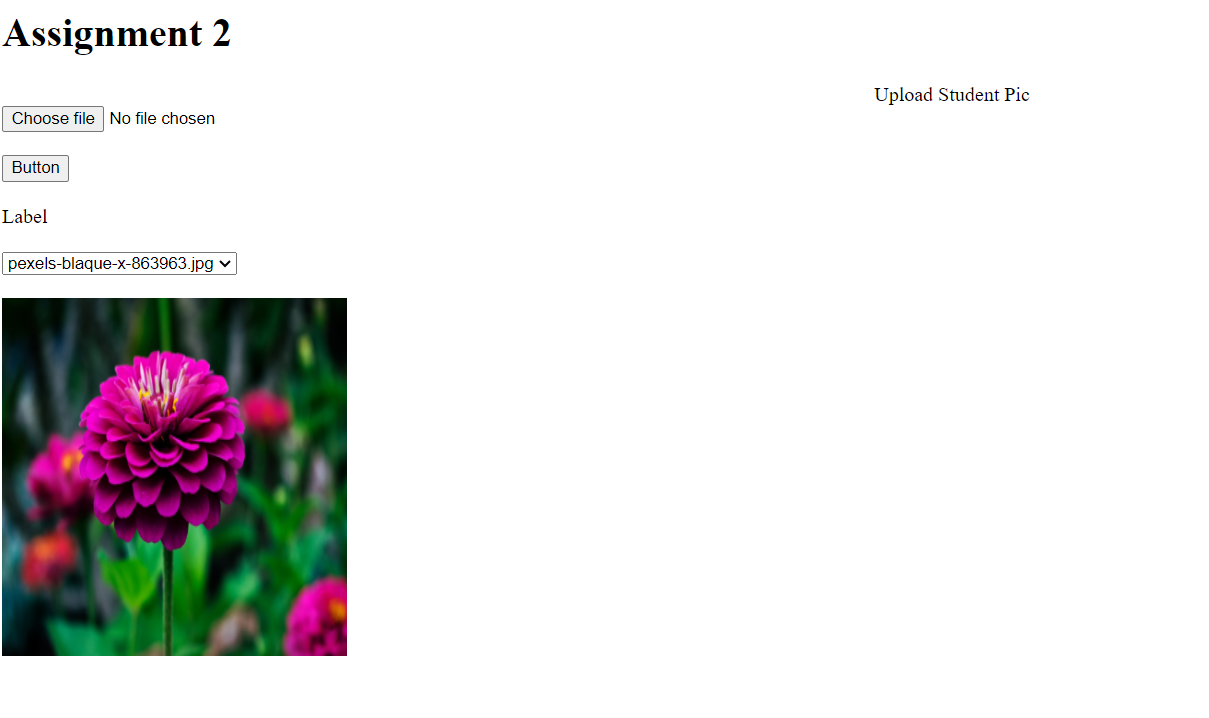 Assignment 2
Upload Student Pic
Choose file No file chosen
Button
Label
pexels-blaque-x-863963.jpg